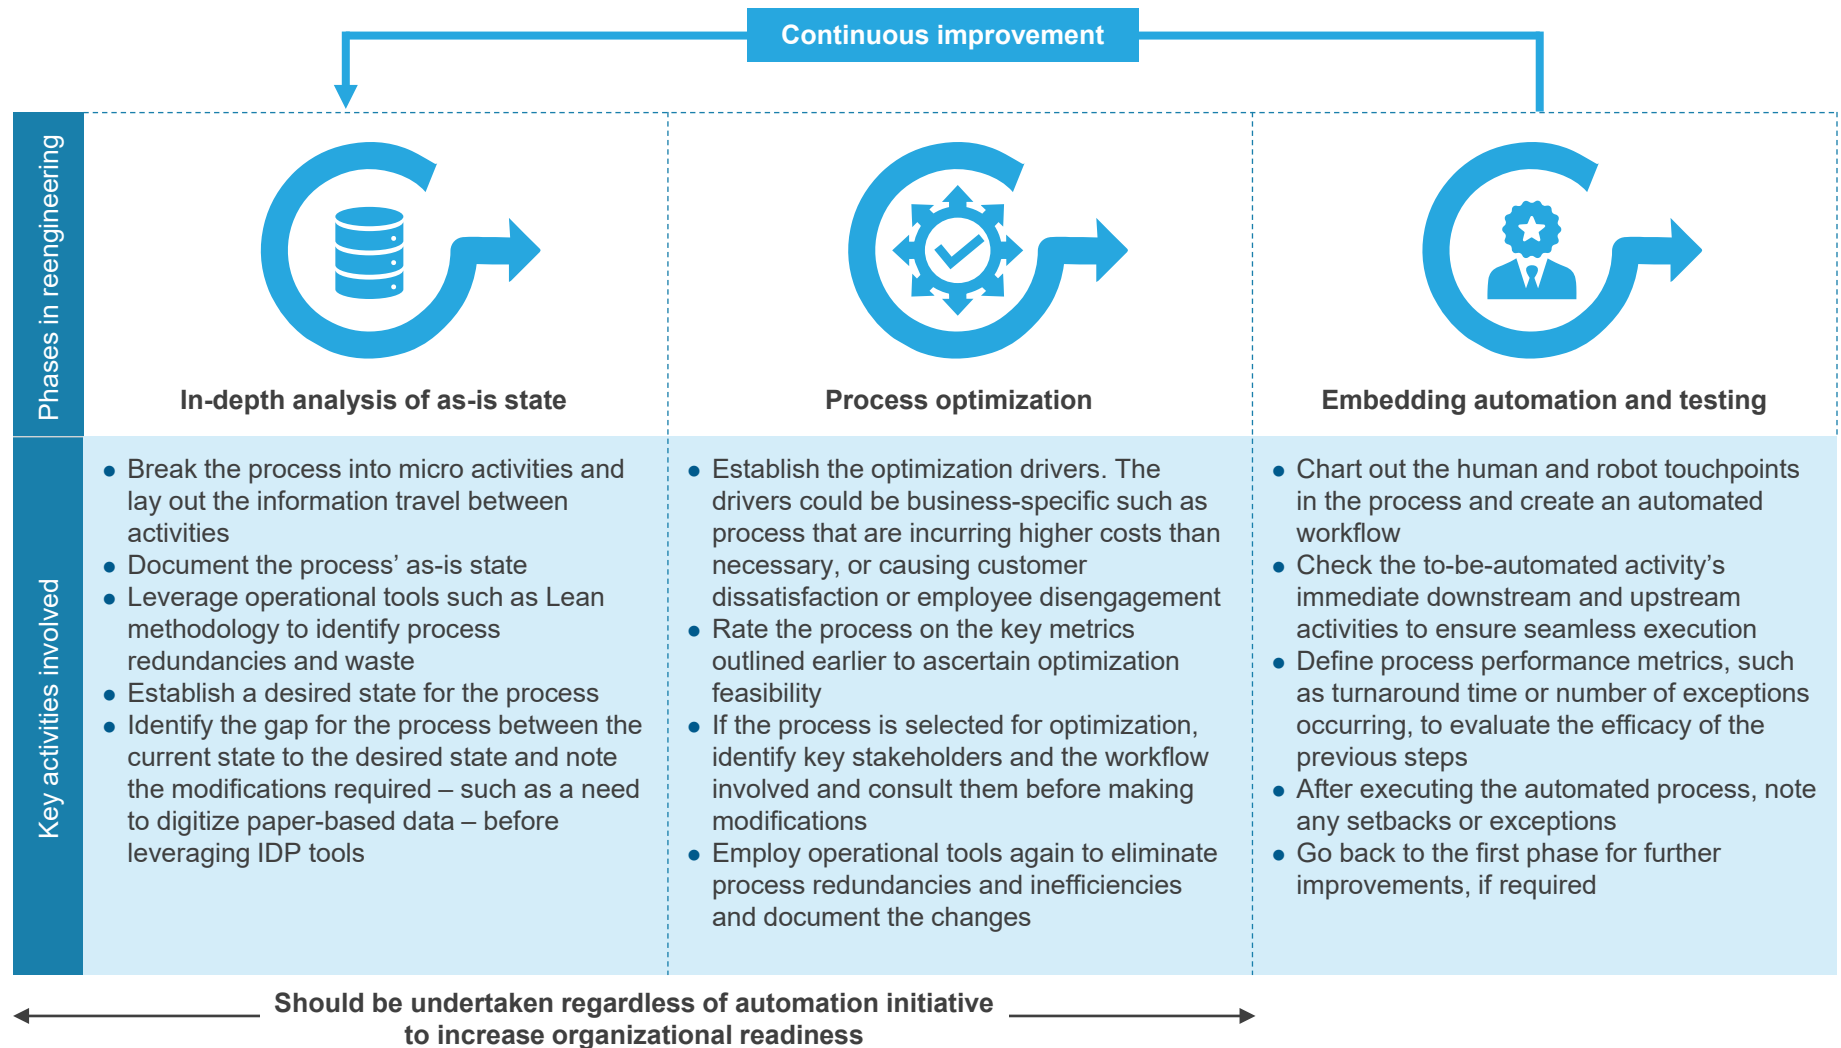 Continuous improvement
Phases in reengineering
In-depth analysis of as-is state
Process optimization
Embedding automation and testing
Key activities involved
● Break the process into micro activities and
lay out the information travel between
activities
● Document the process’ as-is state
● Leverage operational tools such as Lean
methodology to identify process
redundancies and waste
● Establish a desired state for the process
● Identify the gap for the process between the
current state to the desired state and note
the modifications required – such as a need
to digitize paper-based data – before
leveraging IDP tools
● Establish the optimization drivers. The
drivers could be business-specific such as
process that are incurring higher costs than
necessary, or causing customer
dissatisfaction or employee disengagement
● Rate the process on the key metrics
outlined earlier to ascertain optimization
feasibility
● If the process is selected for optimization,
identify key stakeholders and the workflow
involved and consult them before making
modifications
● Employ operational tools again to eliminate
process redundancies and inefficiencies
and document the changes
● Chart out the human and robot touchpoints
in the process and create an automated
workflow
● Check the to-be-automated activity’s
immediate downstream and upstream
activities to ensure seamless execution
● Define process performance metrics, such
as turnaround time or number of exceptions
occurring, to evaluate the efficacy of the
previous steps
● After executing the automated process, note
any setbacks or exceptions
● Go back to the first phase for further
improvements, if required
Should be undertaken regardless of automation initiative
to increase organizational readiness